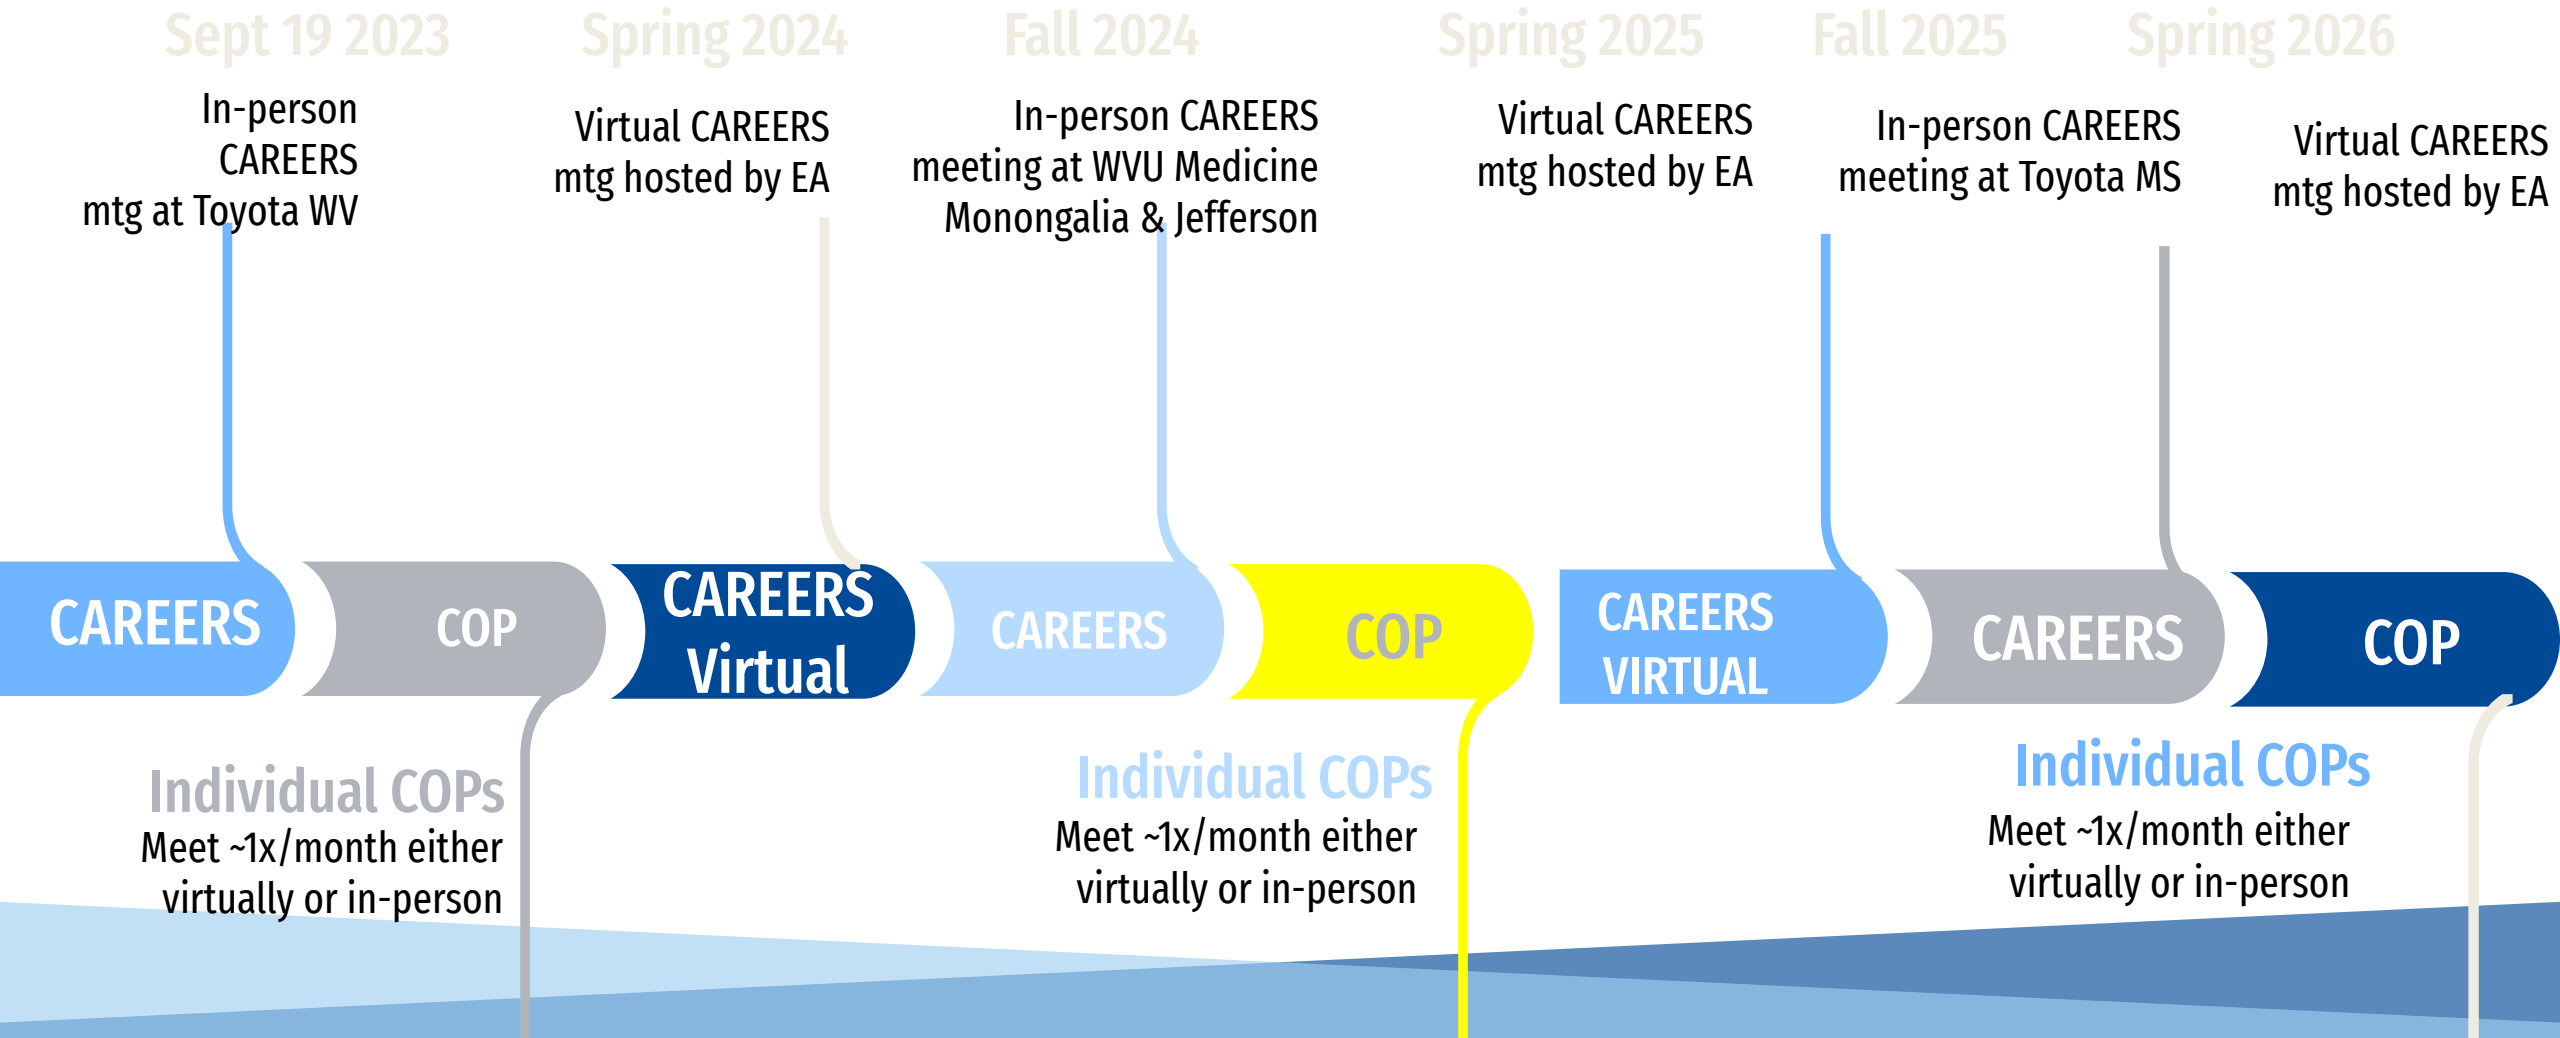 Sept 19 2023
In-person
CAREERS
mtg at Toyota WV
Spring 2024
Virtual CAREERS
mtg hosted by EA
Fall 2024
In-person CAREERS
meeting at WVU Medicine
Monongalia & Jefferson
Spring 2025
Virtual CAREERS
mtg hosted by EA
Fall 2025
In-person CAREERS
meeting at Toyota MS
Spring 2026
Virtual CAREERS
mtg hosted by EA
CAREERS
COP
CAREERS
Virtual
CAREERS
COP
CAREERS
VIRTUAL
CAREERS
COP
Individual COPs
Meet ~1x/month either
virtually or in-person
Individual COPs
Meet ~1x/month either
virtually or in-person
Individual COPs
Meet ~1x/month either
virtually or in-person